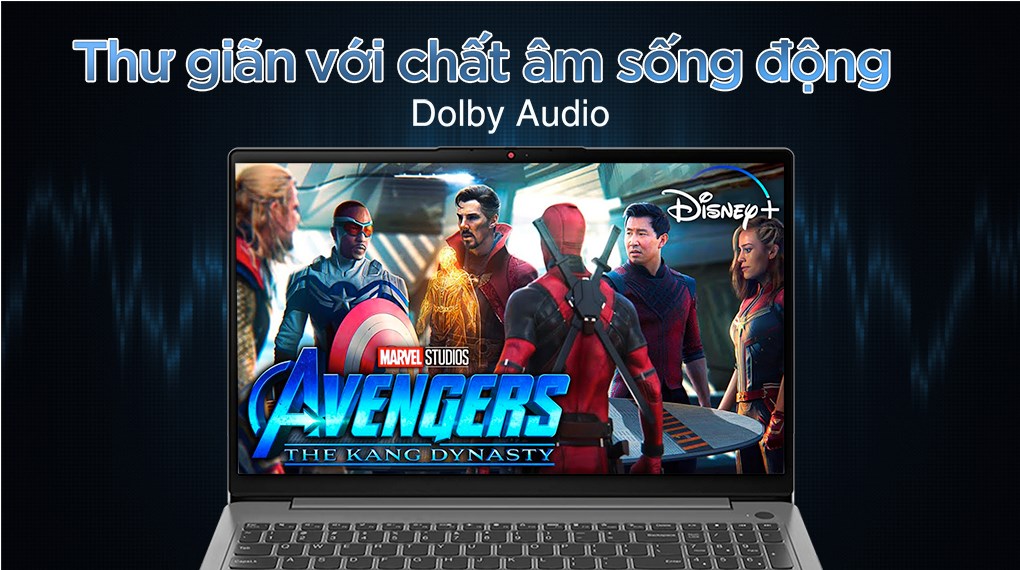 Thư giãn với chất âm sống động
Dolby Audio
Disney+
MARVEL STUDIOS
AVENGERS
THE KANG DYNASTY